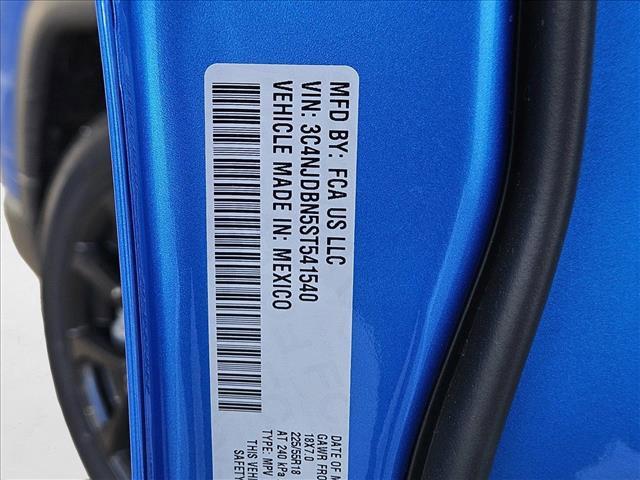 MFD BY: FCA US LLC
VIN: 3C4NJDBN5ST541540
VEHICLE MADE IN: MEXICO
DATE OF M
GAWR FRO
18X7.0
225/55R18
AT 240 kPa
TYPE: MPV
THIS VEHI
SAFETY